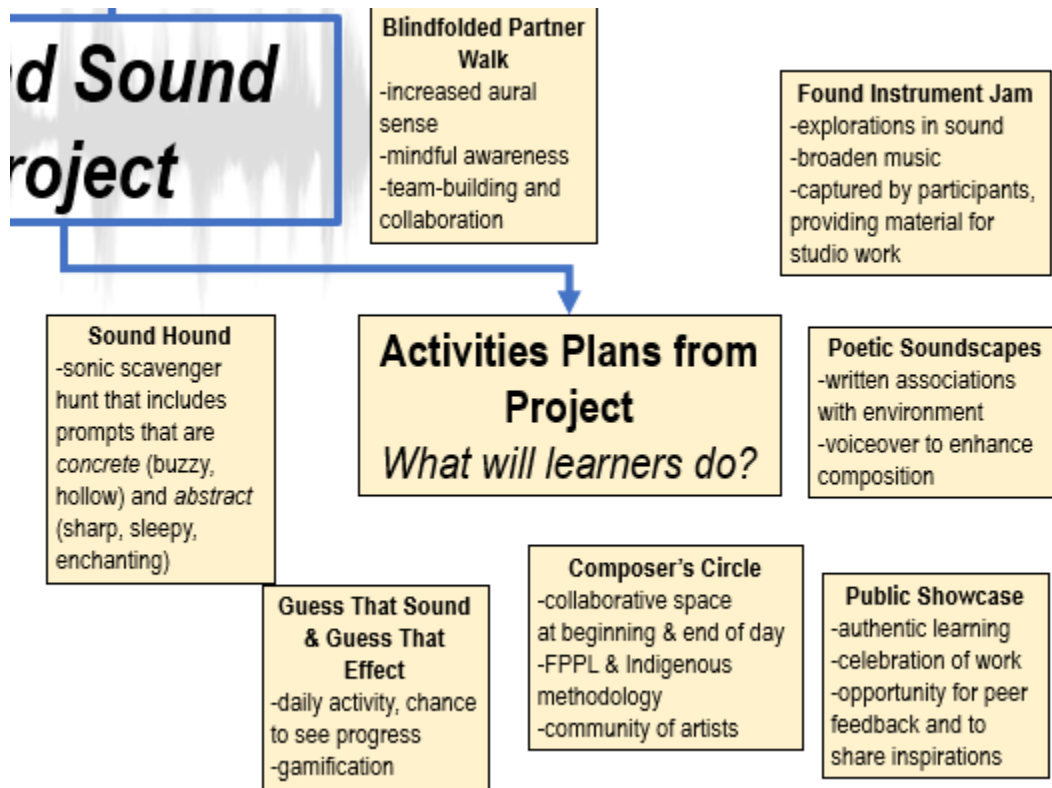 d Sound
roject
Blindfolded Partner
Walk
-increased aural
sense
-mindful awareness
-team-building and
collaboration
Found Instrument Jam
-explorations in sound
-broaden music
-captured by participants,
providing material for
studio work
Sound Hound
-sonic scavenger
hunt that includes
prompts that are
concrete (buzzy,
hollow) and abstract
(sharp, sleepy,
enchanting)
Activities Plans from
Project
What will learners do?
Poetic Soundscapes
-written associations
with environment
-voiceover to enhance
composition
Guess That Sound
& Guess That
Effect
-daily activity, chance
to see progress
-gamification
Composer's Circle
-collaborative space
at beginning & end of day
-FPPL & Indigenous
methodology
-community of artists
Public Showcase
-authentic learning
-celebration of work
-opportunity for peer
feedback and to
share inspirations